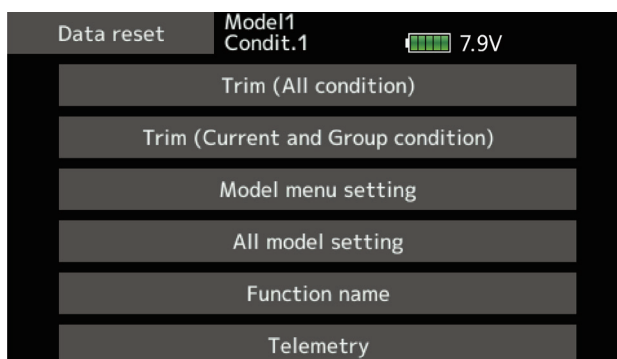 Data reset
Model1
Condit.1
7.9V
Trim (All condition)
Trim (Current and Group condition)
Model menu setting
All model setting
Function name
Telemetry